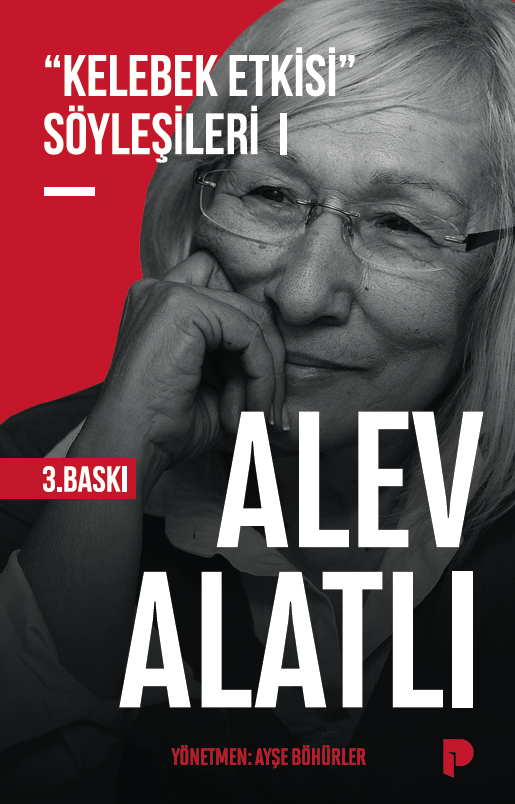 “KELEBEK ETKİSİ”
SÖYLEŞİLERİ I
3.BASKI
ALEV
ALATLI
YÖNETMEN: AYŞE BÖHÜRLER